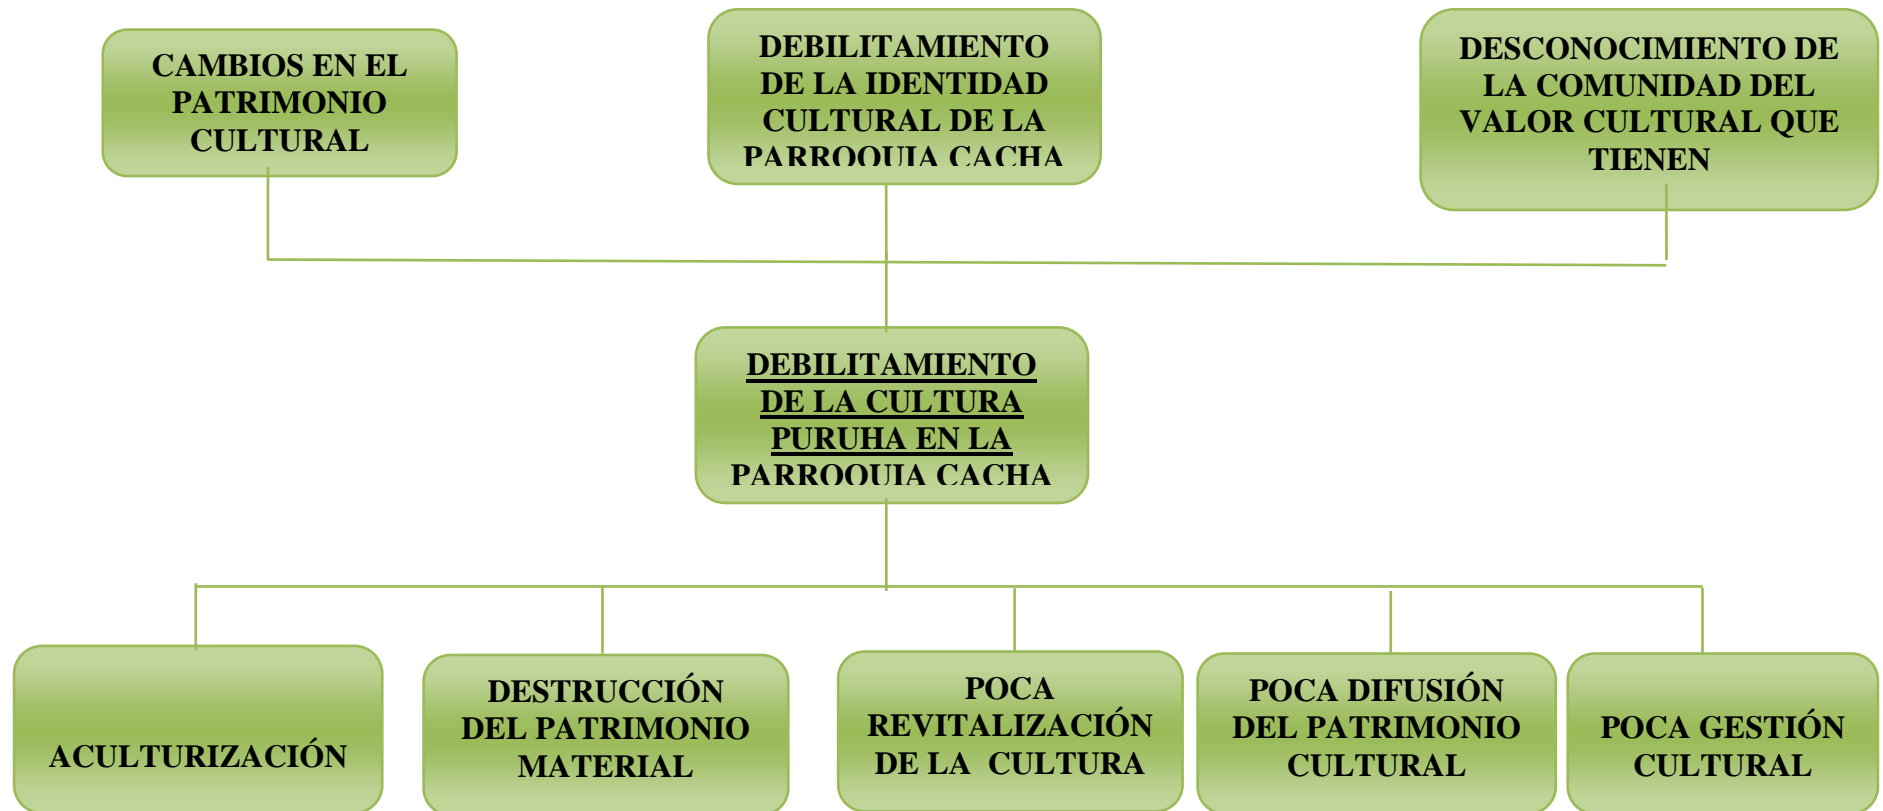 CAMBIOS EN EL
PATRIMONIO
CULTURAL
DEBILITAMIENTO
DE LA IDENTIDAD
CULTURAL DE LA
PARROQUIA CACHA
DESCONOCIMIENTO DE
LA COMUNIDAD DEL
VALOR CULTURAL QUE
TIENEN
DEBILITAMIENTO
DE LA CULTURA
PURUHA EN LA
PARROQUIA CACHA
ACULTURIZACIÓN
DESTRUCCIÓN
DEL PATRIMONIO
MATERIAL
POCA
REVITALIZACIÓN
DE LA CULTURA
POCA DIFUSIÓN
DEL PATRIMONIO
CULTURAL
POCA GESTIÓN
CULTURAL